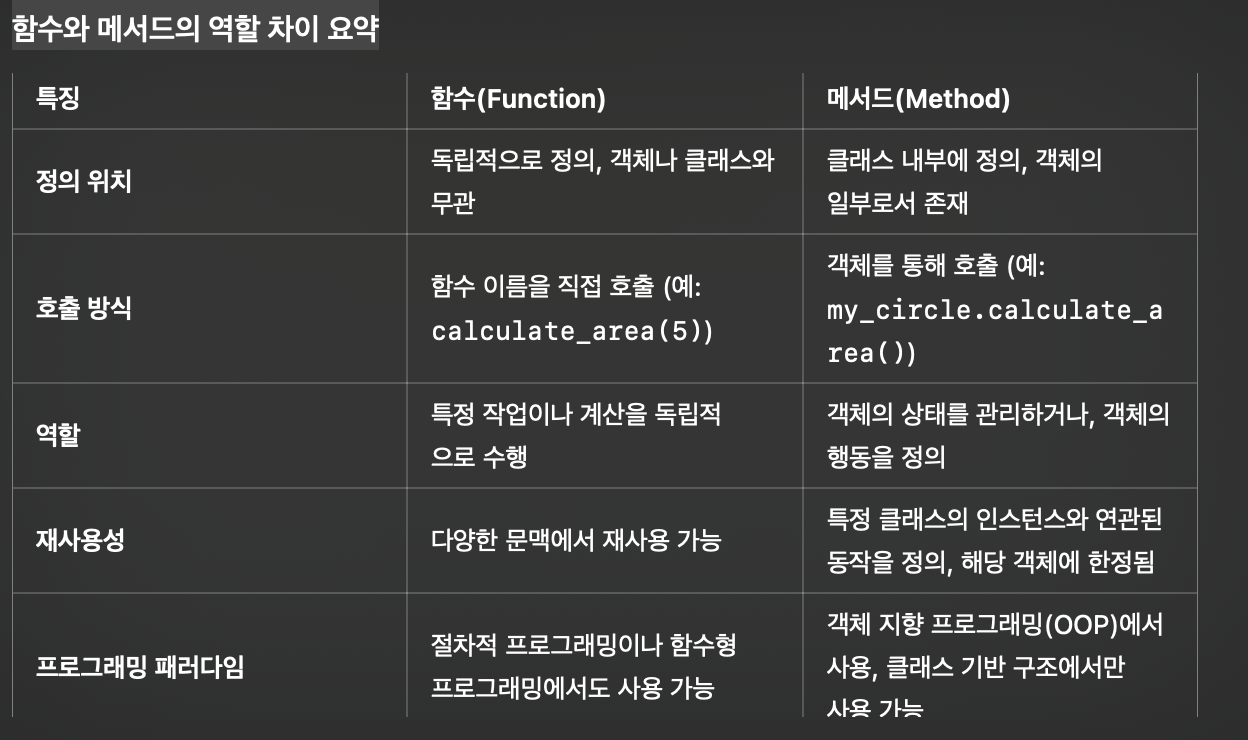 함수와 메서드의 역할 차이 요약
특징
함수(Function)
메서드(Method)
정의 위치
독립적으로 정의, 객체나 클래스와
무관
클래스 내부에 정의, 객체의
일부로서 존재
호출 방식
함수 이름을 직접 호출 (예:
calculate_area(5))
객체를 통해 호출 (예:
my_circle.calculate_a
rea())
역할
특정 작업이나 계산을 독립적
으로 수행
객체의 상태를 관리하거나, 객체의
행동을 정의
재사용성
다양한 문맥에서 재사용 가능
특정 클래스의 인스턴스와 연관된
동작을 정의, 해당 객체에 한정됨
프로그래밍 패러다임
절차적 프로그래밍이나 함수형
프로그래밍에서도 사용 가능
객체 지향 프로그래밍(OOP)에서
사용, 클래스 기반 구조에서만
사용 가능